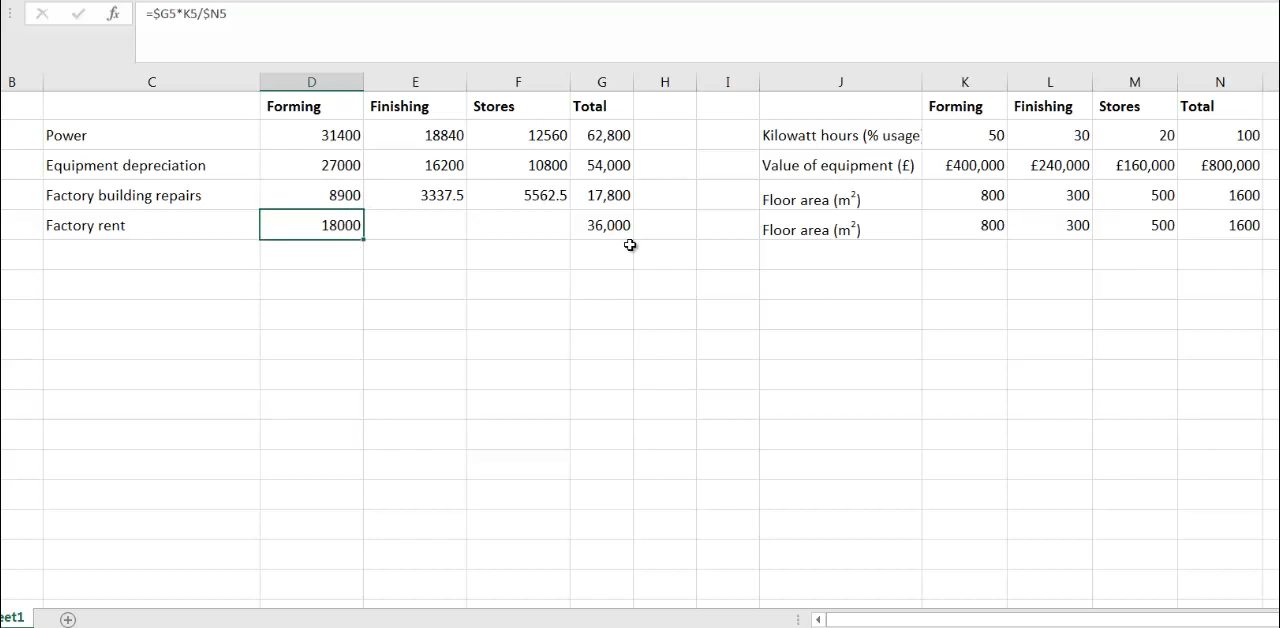 fx =$G5*K5/$N5
B C D E F G H I J K L M N
Forming Finishing Stores Total Forming Finishing Stores Total
Power 31400 18840 12560 62,800 Kilowatt hours (% usage 50 30 20 100
Equipment depreciation 27000 16200 10800 54,000 Value of equipment (£) £400,000 £240,000 £160,000 £800,000
Factory building repairs 8900 3337.5 5562.5 17,800 Floor area (m²) 800 300 500 1600
Factory rent 18000 36,000 Floor area (m²) 800 300 500 1600
eet1